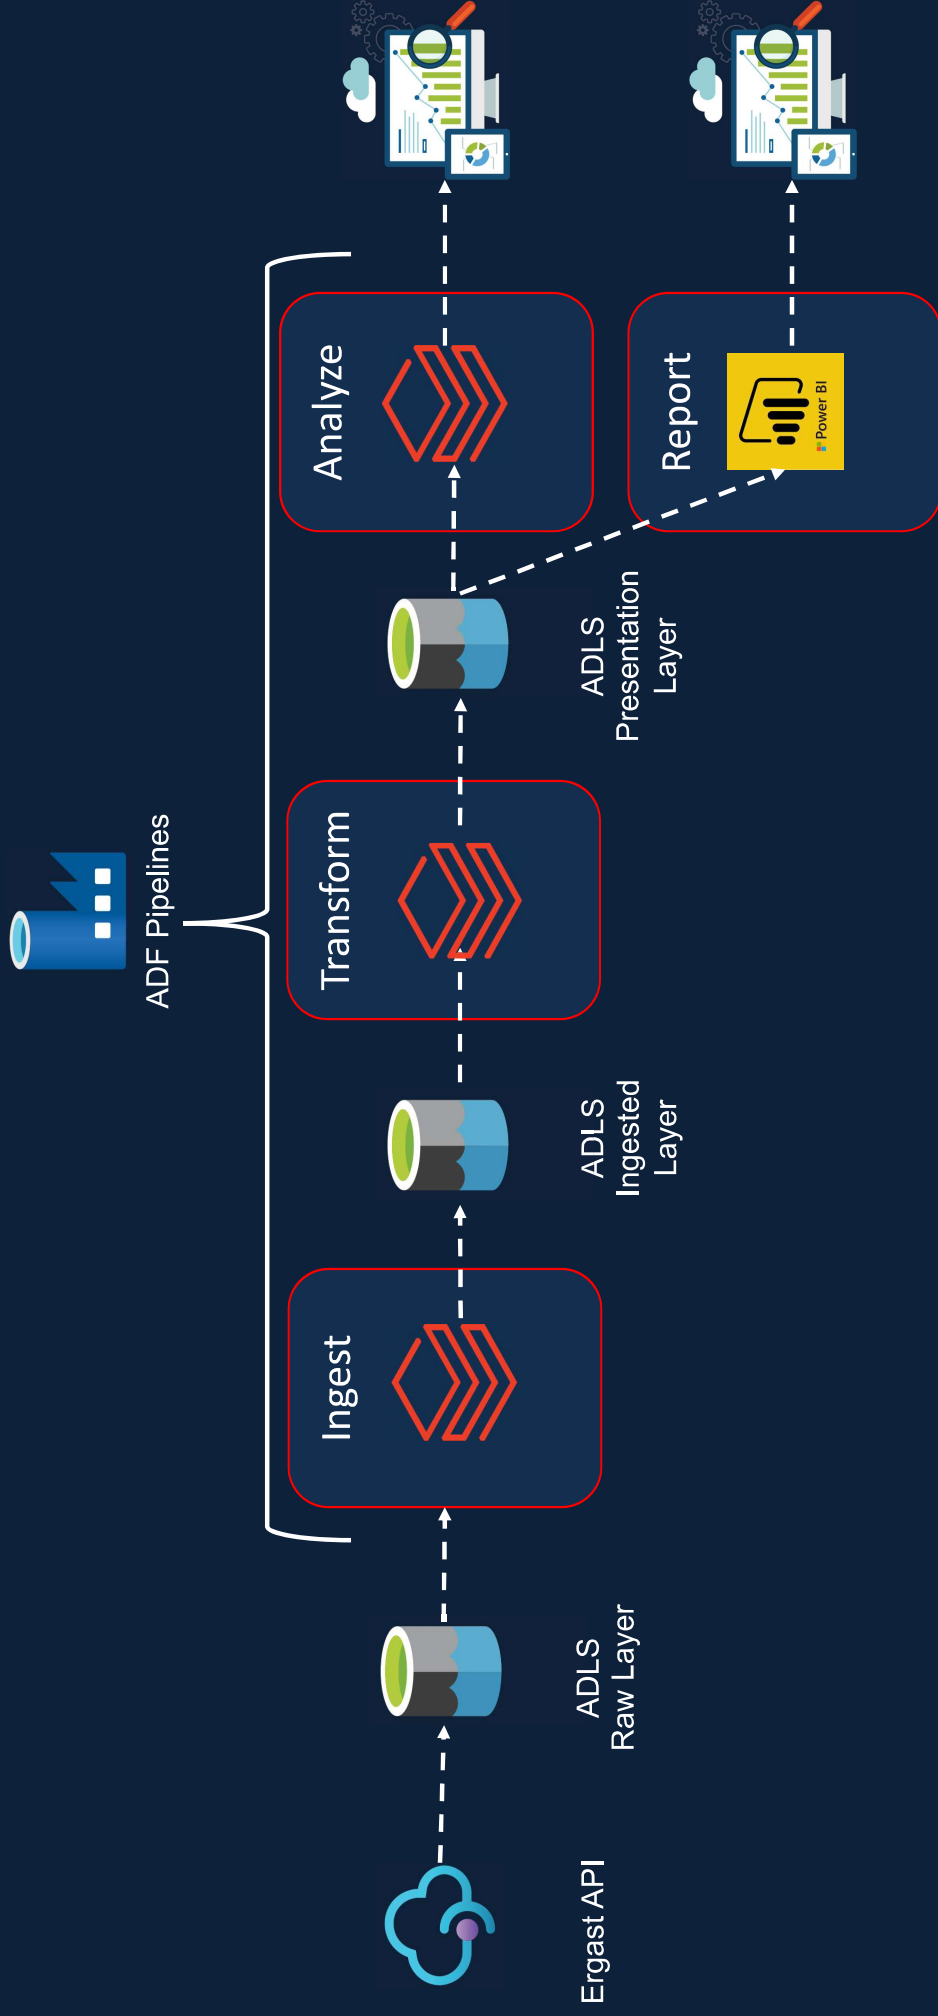 ADF Pipelines
Ingest
Transform
Analyze
Report
Power BI
Ergast API
ADLS
Raw Layer
ADLS
Ingested
Layer
ADLS
Presentation
Layer